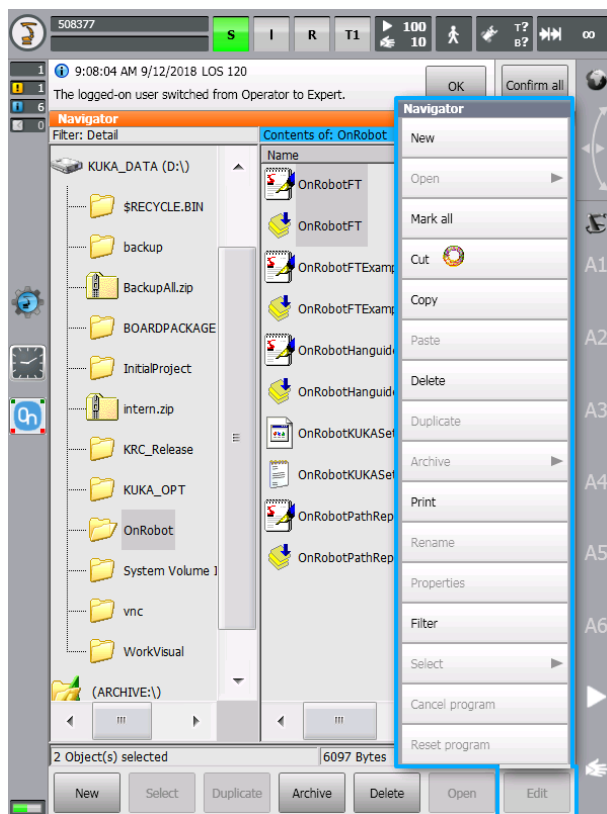 508377
S I R T1 100 10 T? B? ∞
1
1
6
0
9:08:04 AM 9/12/2018 LOS 120
The logged-on user switched from Operator to Expert.
OK
Confirm all
Navigator
Filter: Detail
Contents of: OnRobot
Name
KUKA_DATA (D:\)
$RECYCLE.BIN
backup
BackupAll.zip
BOARDPACKAGE
InitialProject
intern.zip
KRC_Release
KUKA_OPT
OnRobot
System Volume I
vnc
WorkVisual
(ARCHIVE:\)
OnRobotFT
OnRobotFT
OnRobotFTExamp
OnRobotFTExamp
OnRobotHanguid
OnRobotHanguid
OnRobotKUKASet
OnRobotKUKASet
OnRobotPathRep
OnRobotPathRep
Navigator
New
Open
Mark all
Cut
Copy
Paste
Delete
Duplicate
Archive
Print
Rename
Properties
Filter
Select
Cancel program
Reset program
A1
A2
A3
A4
A5
A6
On
2 Object(s) selected
6097 Bytes
New Select Duplicate Archive Delete Open Edit